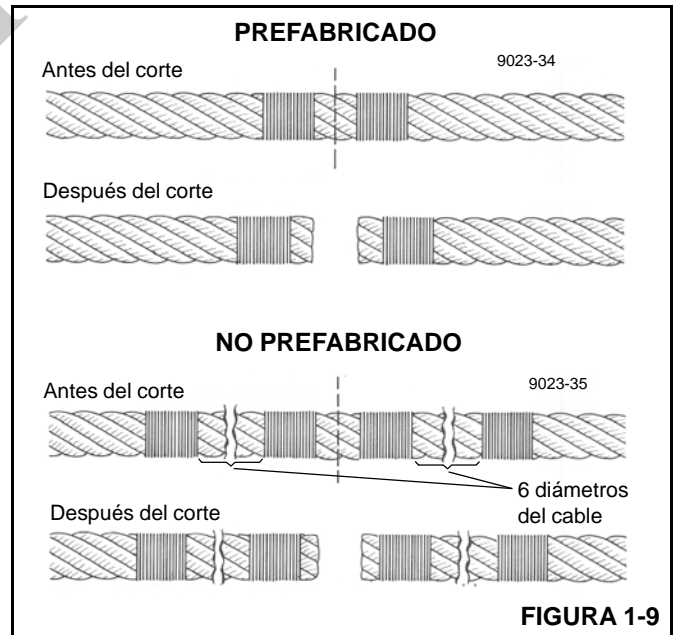 PREFABRICADO
9023-34
Antes del corte
Después del corte
NO PREFABRICADO
9023-35
Antes del corte
6 diámetros
del cable
Después del corte
FIGURA 1-9